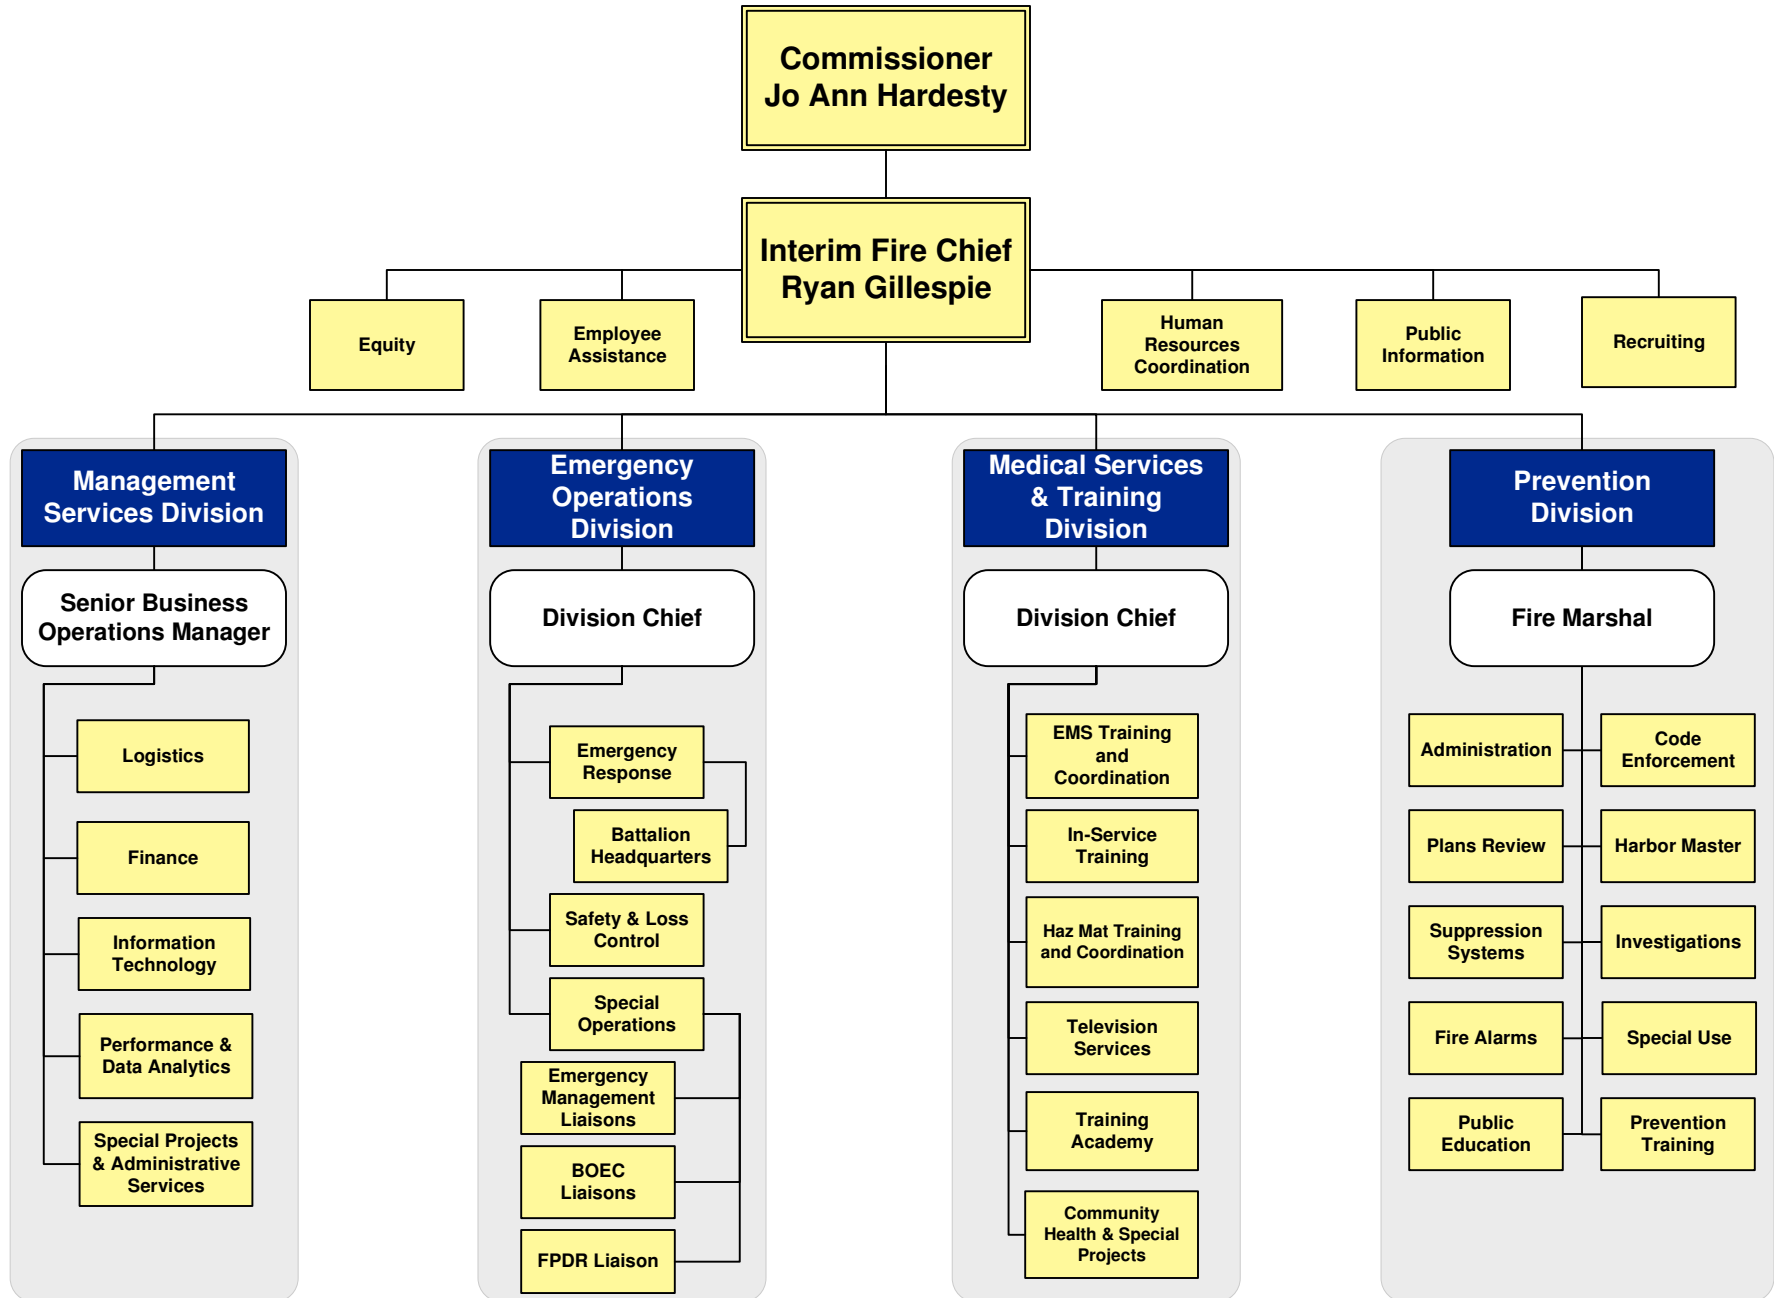 Commissioner
Jo Ann Hardesty
Interim Fire Chief
Ryan Gillespie
Equity
Employee
Assistance
Human
Resources
Coordination
Public
Information
Recruiting
Management
Services Division
Senior Business
Operations Manager
Logistics
Finance
Information
Technology
Performance &
Data Analytics
Special Projects
& Administrative
Services
Emergency
Operations
Division
Division Chief
Emergency
Response
Battalion
Headquarters
Safety & Loss
Control
Special
Operations
Emergency
Management
Liaisons
BOEC
Liaisons
FPDR Liaison
Medical Services
& Training
Division
Division Chief
EMS Training
and
Coordination
In-Service
Training
Haz Mat Training
and Coordination
Television
Services
Training
Academy
Community
Health & Special
Projects
Prevention
Division
Fire Marshal
Administration
Code
Enforcement
Plans Review
Harbor Master
Suppression
Systems
Investigations
Fire Alarms
Special Use
Public
Education
Prevention
Training